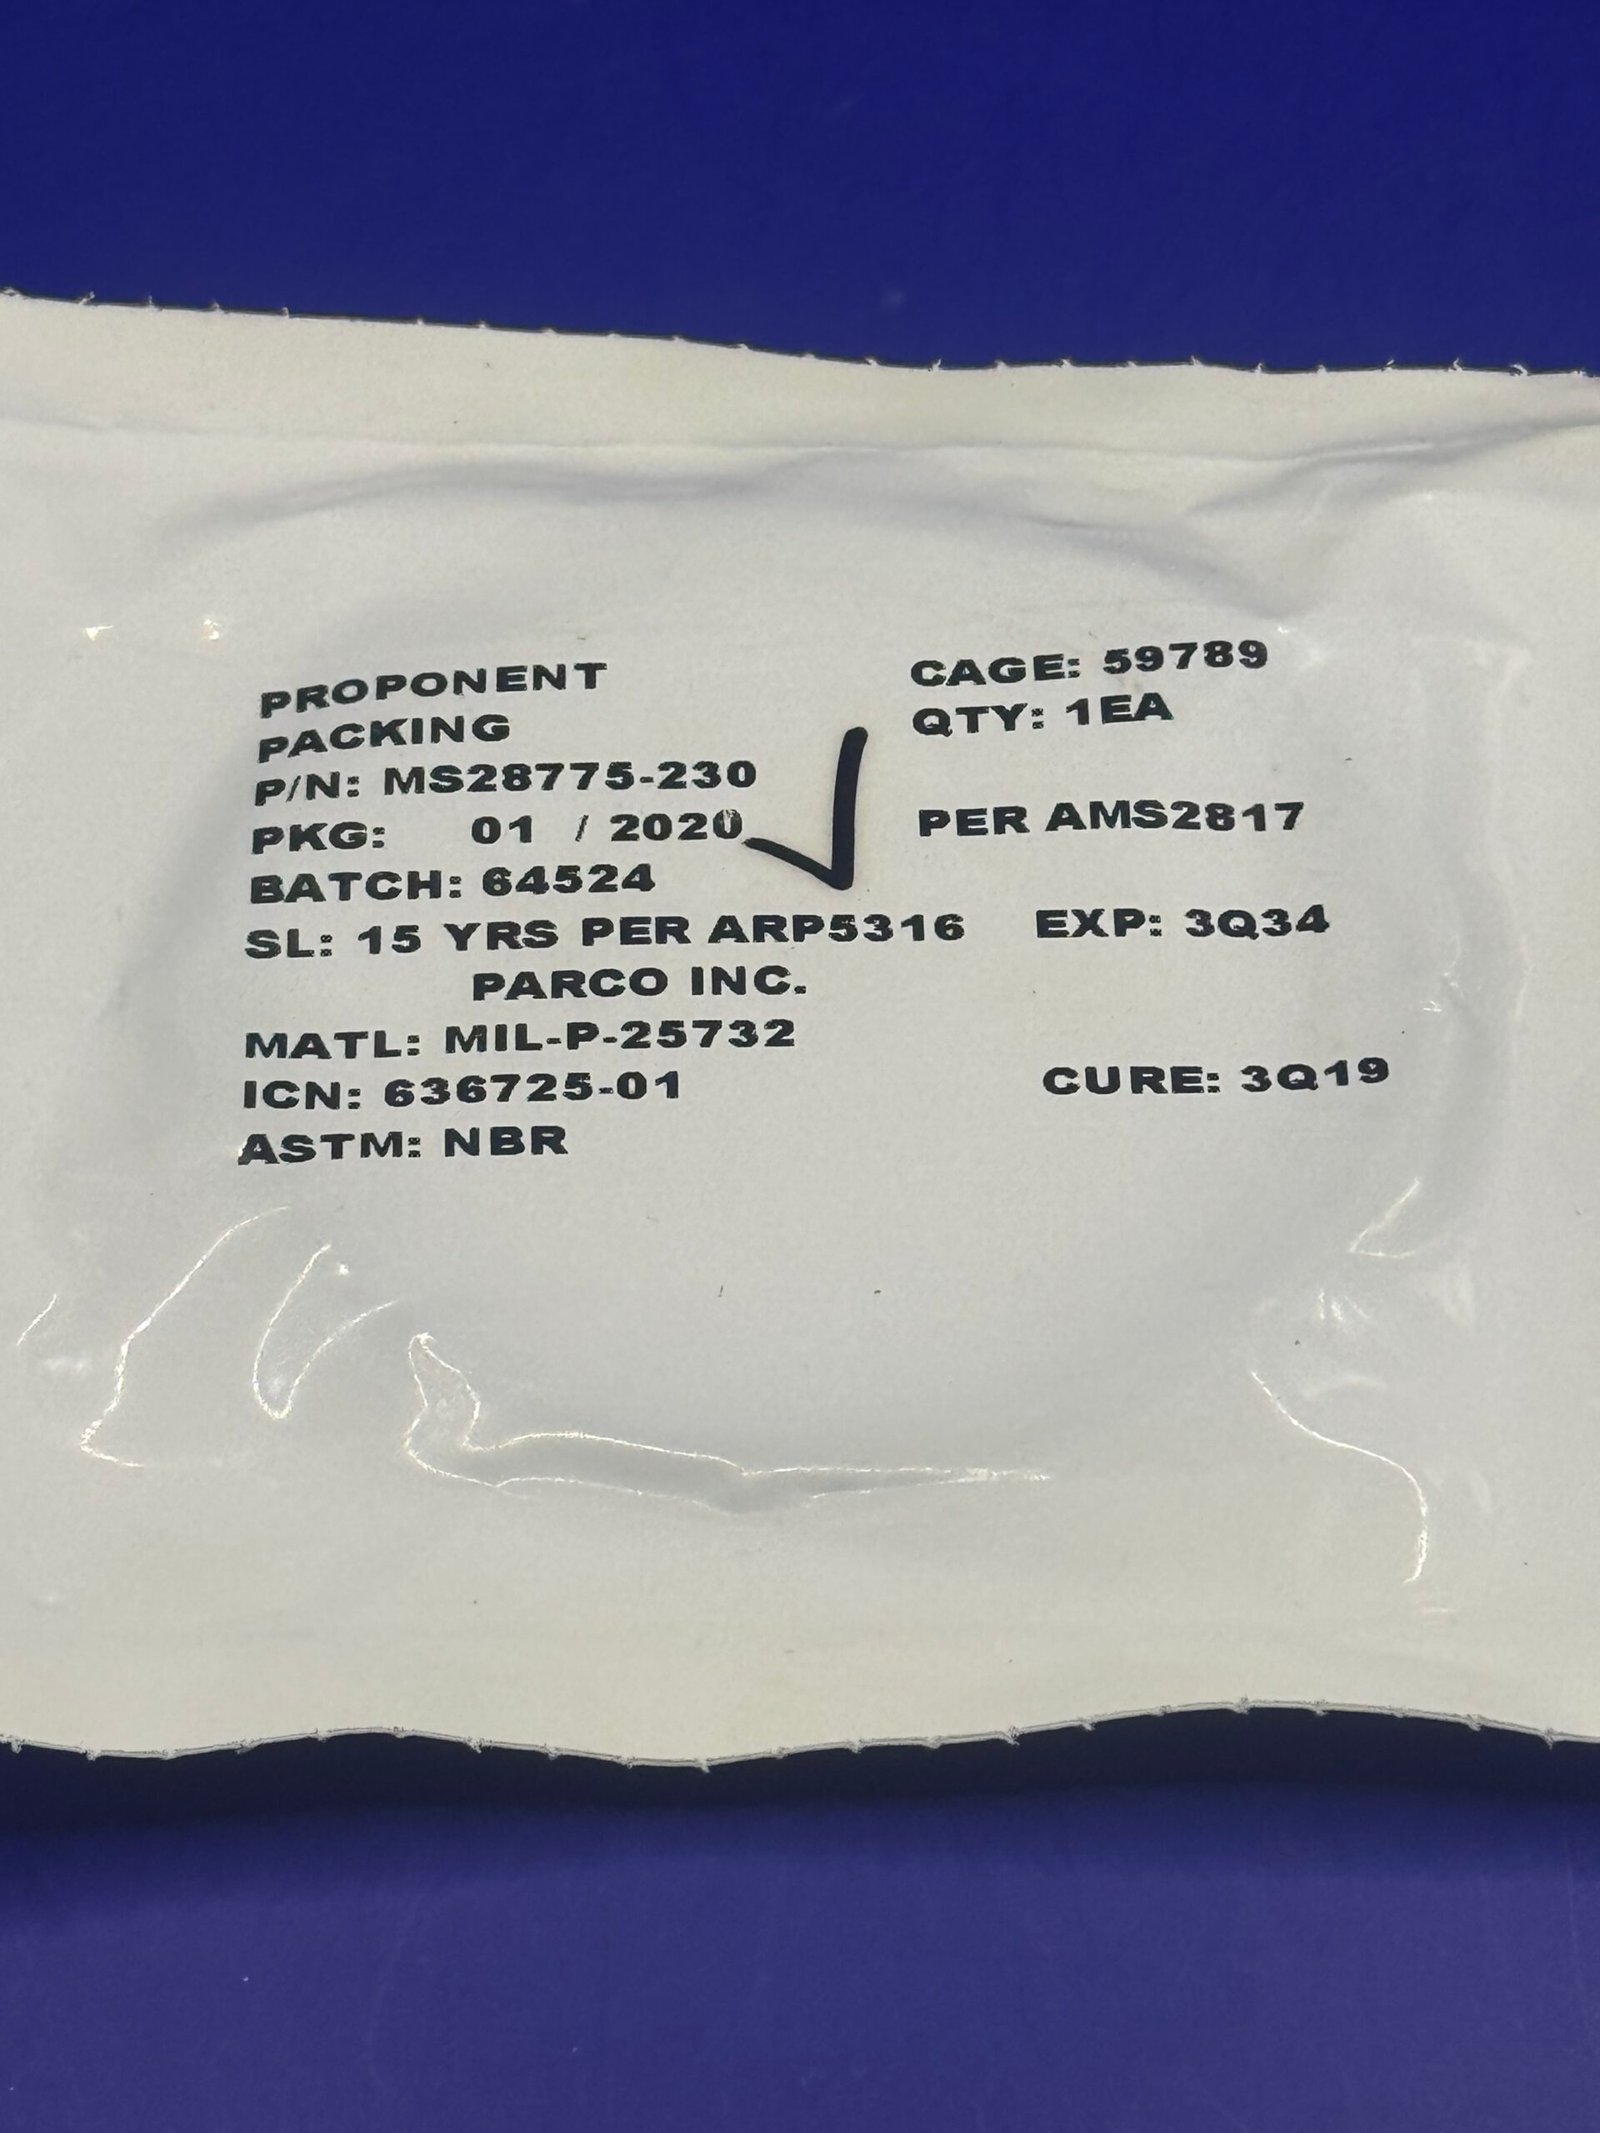 PROPONENT CAGE: 59789
PACKING QTY: 1EA
P/N: MS28775-230
PKG: 01 / 2020 PER AMS2817
BATCH: 64524
SL: 15 YRS PER ARP5316 EXP: 3Q34
PARCO INC.
MATL: MIL-P-25732
ICN: 636725-01 CURE: 3Q19
ASTM: NBR